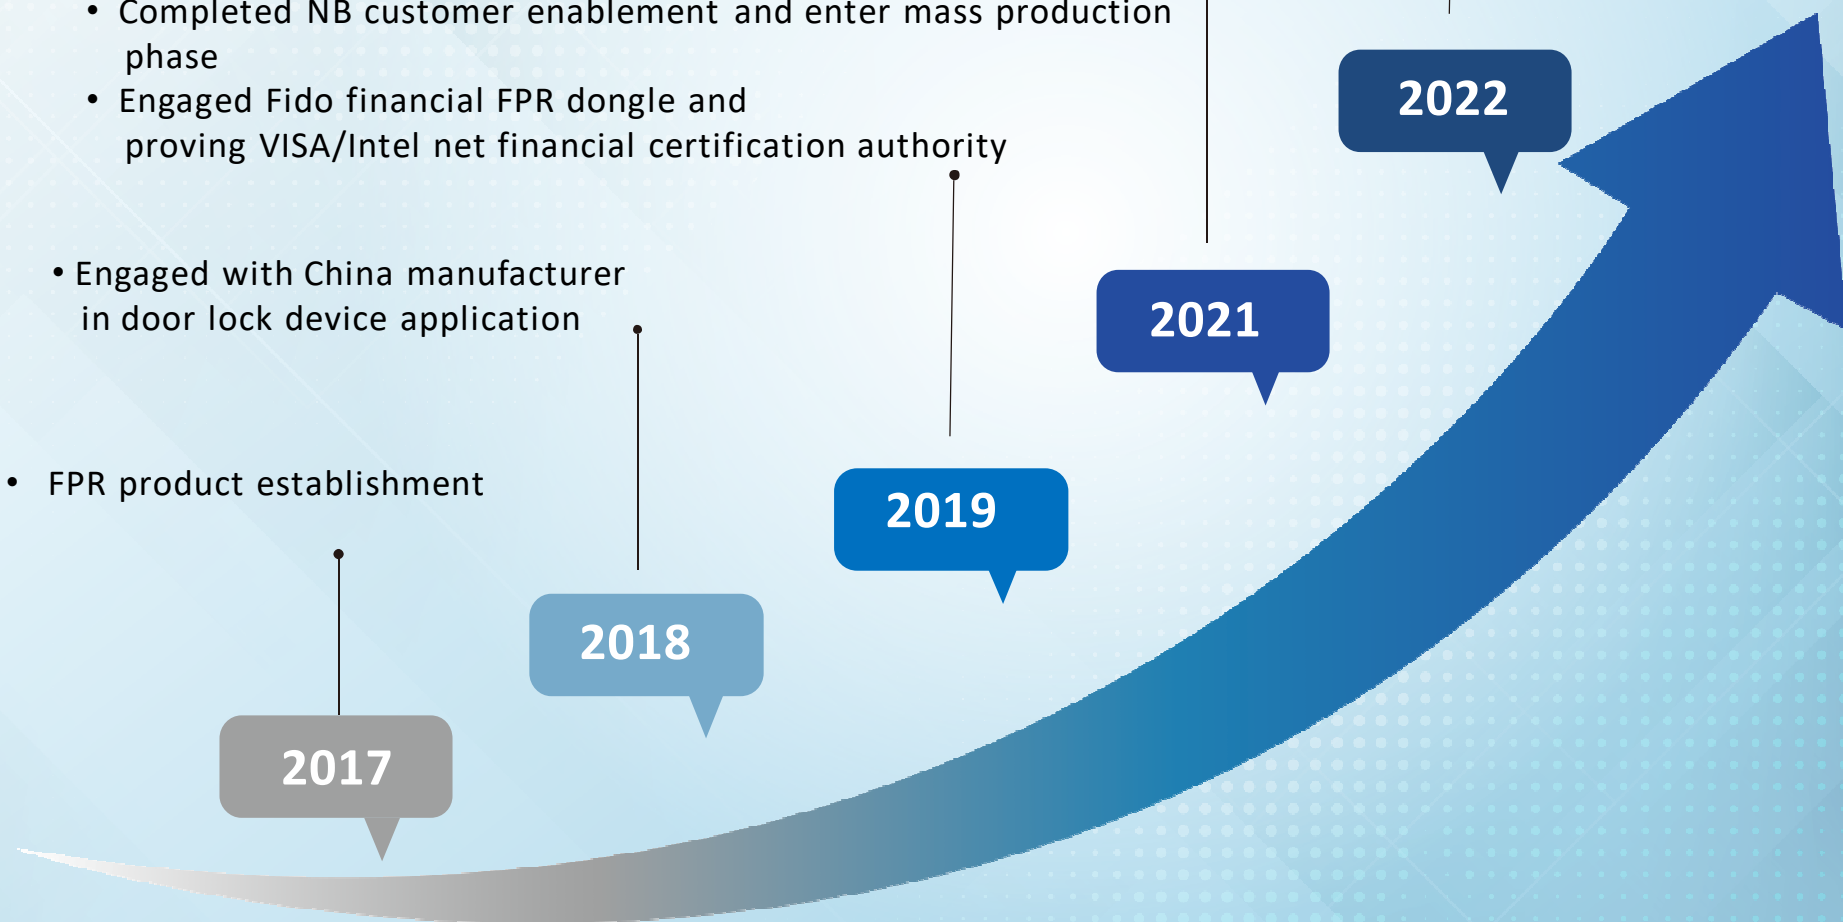 • Completed NB customer enablement and enter mass production
phase
• Engaged Fido financial FPR dongle and
proving VISA/Intel net financial certification authority
2022
• Engaged with China manufacturer
in door lock device application
2021
• FPR product establishment
2019
2018
2017